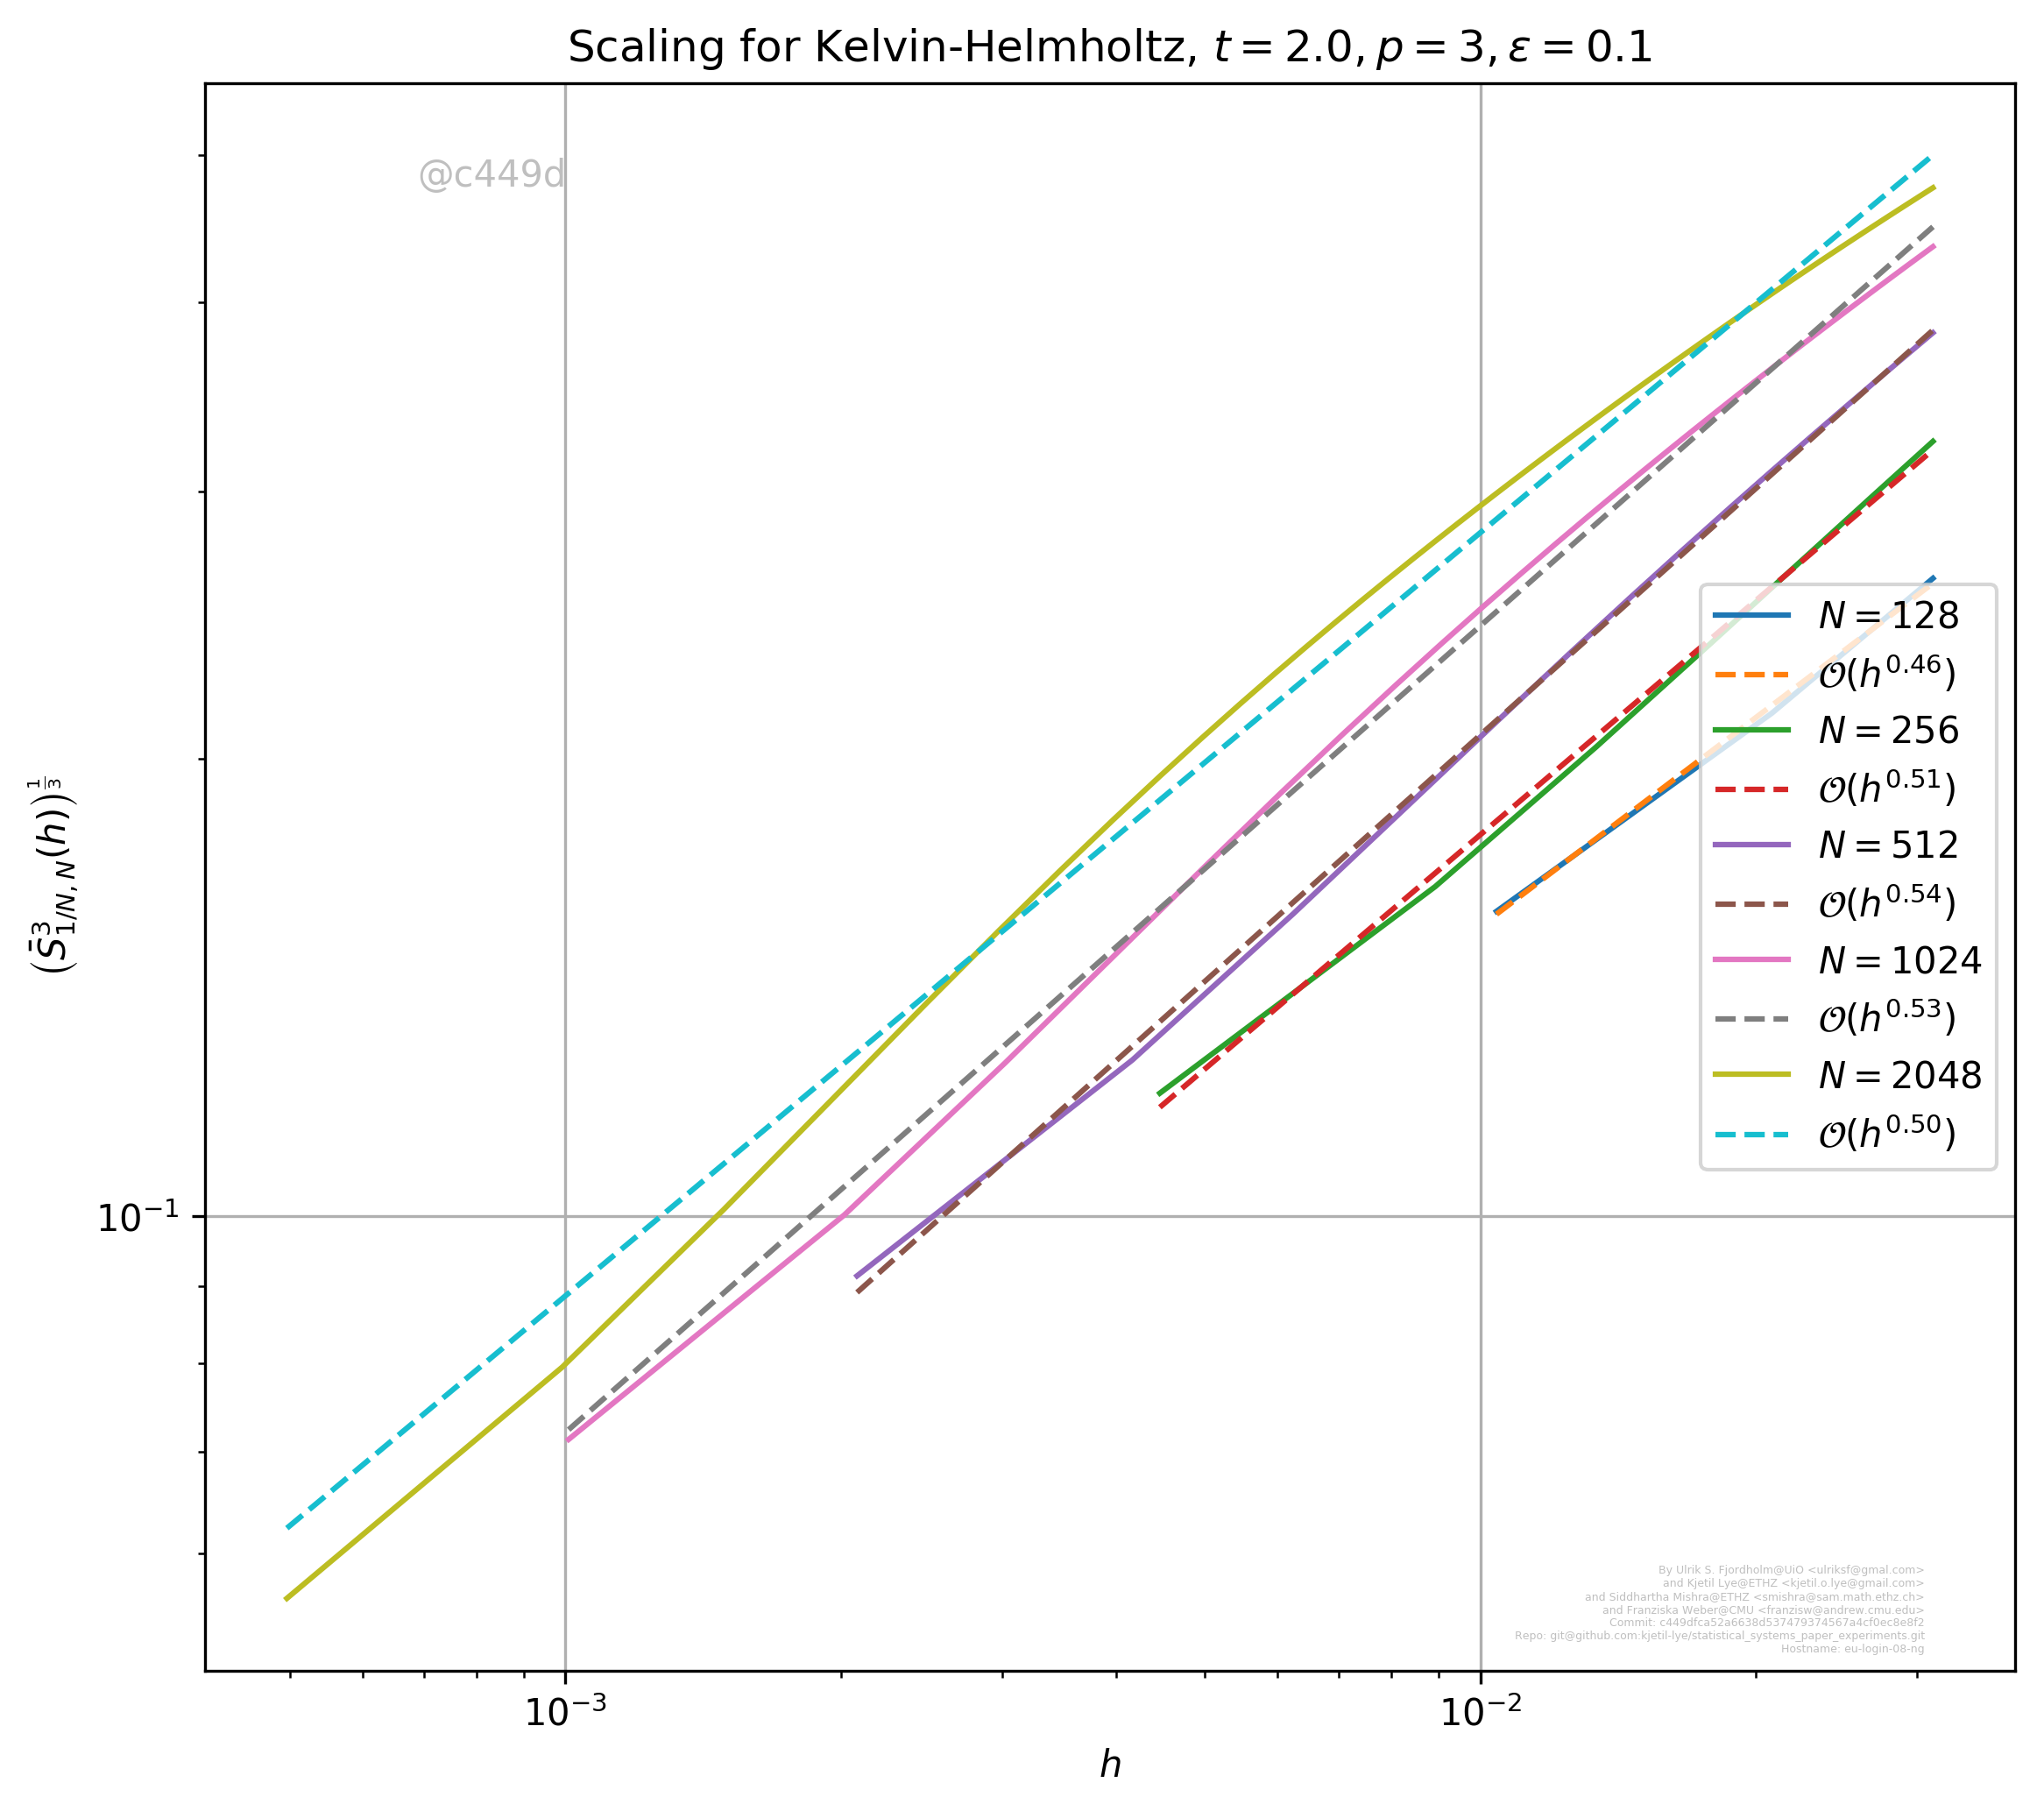 Scaling for Kelvin-Helmholtz, t = 2.0, p = 3, ε = 0.1
@c449d
(S̄³_{1/N, N}(h))^{1/3}
10⁻¹
N = 128
𝒪(h^{0.46})
N = 256
𝒪(h^{0.51})
N = 512
𝒪(h^{0.54})
N = 1024
𝒪(h^{0.53})
N = 2048
𝒪(h^{0.50})
By Ulrik S. Fjordholm@UiO <ulriksf@gmal.com>
and Kjetil Lye@ETHZ <kjetil.o.lye@gmail.com>
and Siddhartha Mishra@ETHZ <smishra@sam.math.ethz.ch>
and Franziska Weber@CMU <franzisw@andrew.cmu.edu>
Commit: c449dfca52a6638d537479374567a4cf0ec8e8f2
Repo: git@github.com:kjetil-lye/statistical_systems_paper_experiments.git
Hostname: eu-login-08-ng
10⁻³ 10⁻²
h